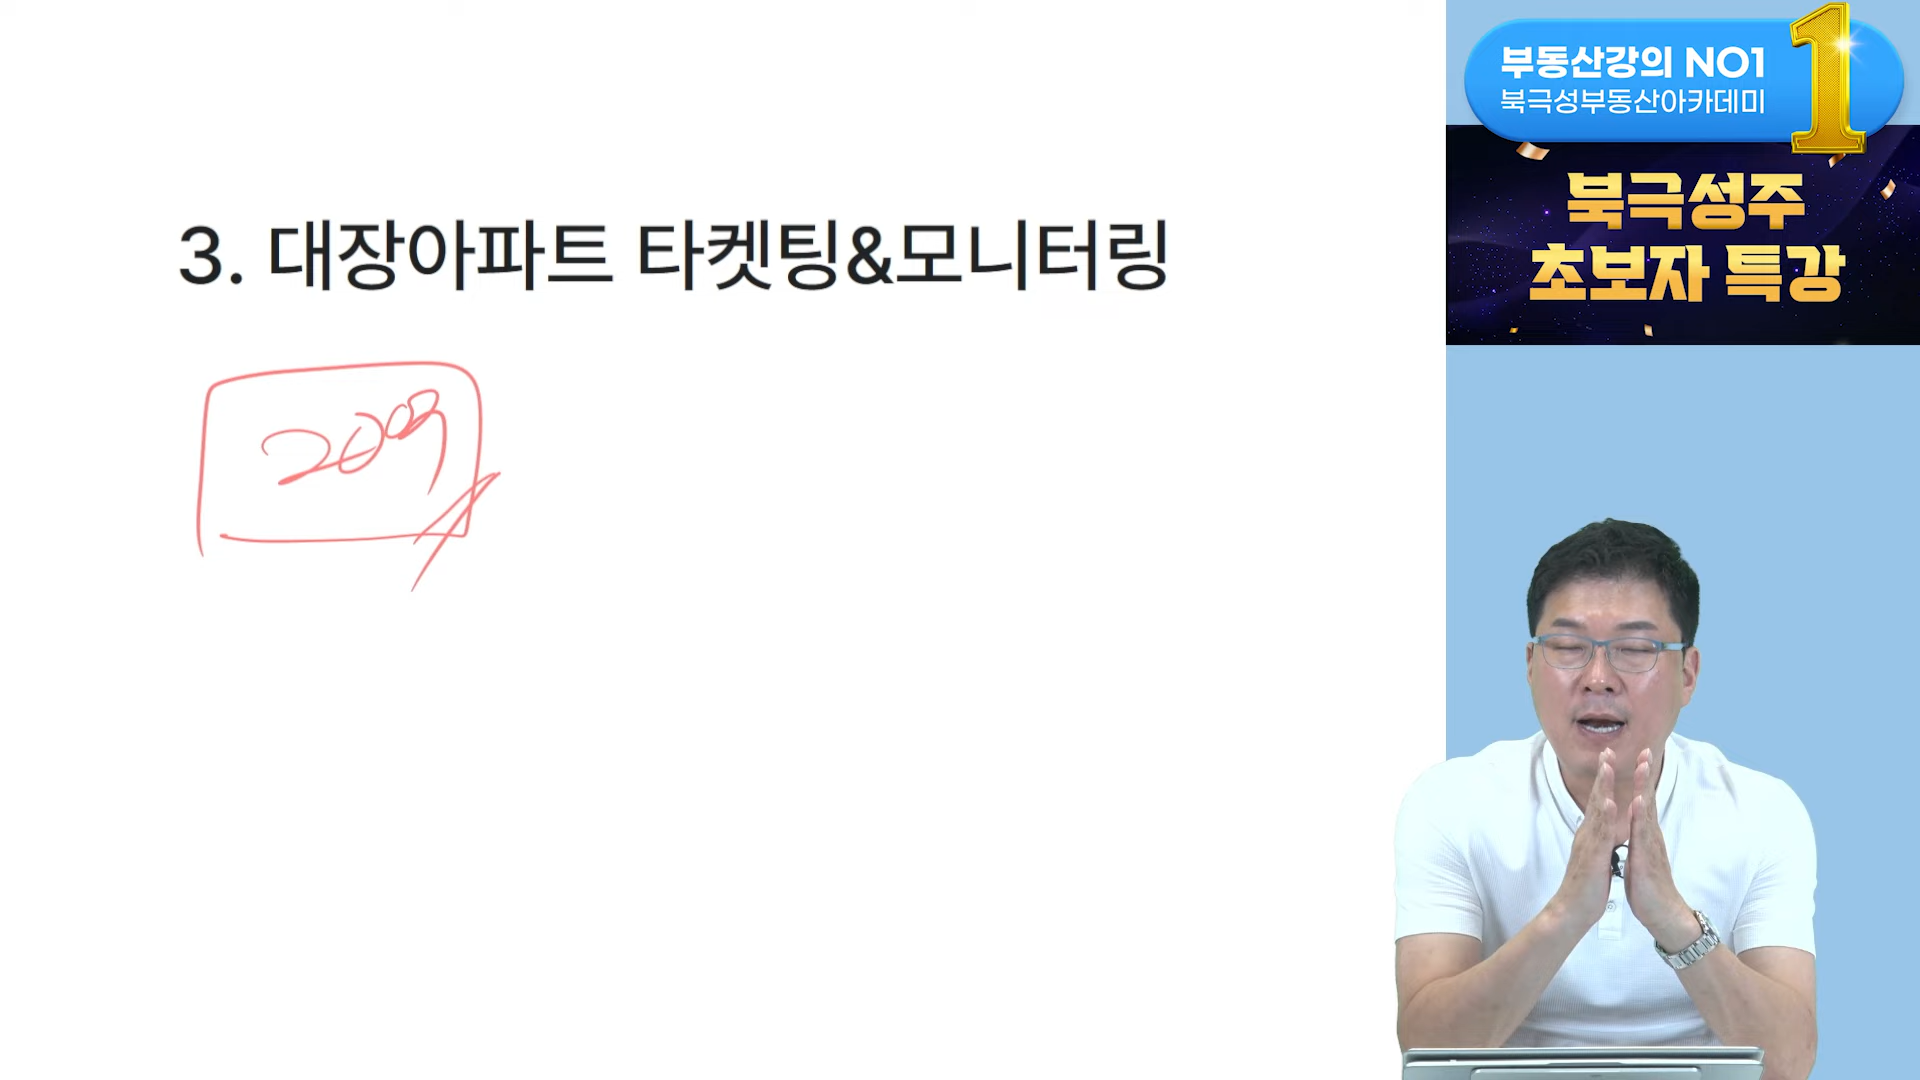 부동산강의 NO1
북극성부동산아카데미
1
북극성주
초보자 특강
3. 대장아파트 타켓팅&모니터링